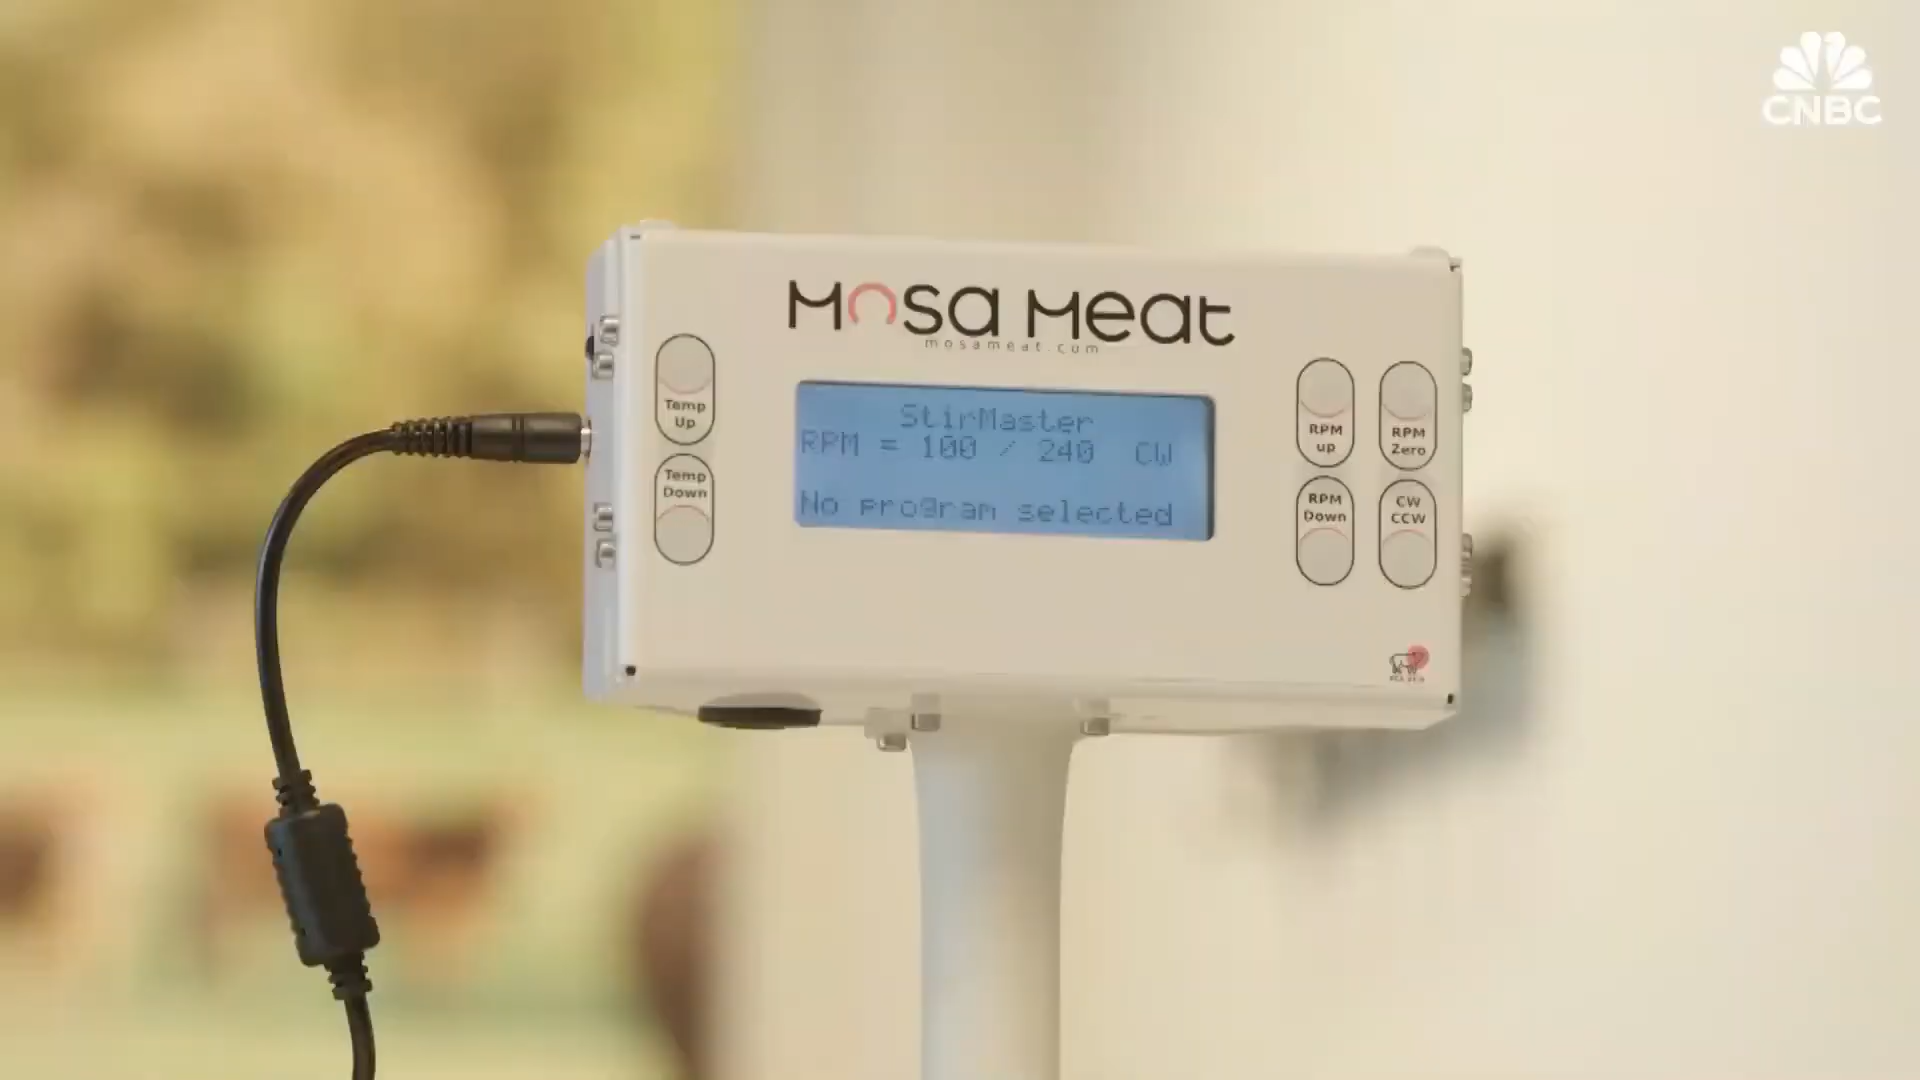 CNBC
Mosa Meat
mosameat.com
Temp
Up
Temp
Down
StirMaster
RPM = 100 / 240 CW
No program selected
RPM
up
RPM
Zero
RPM
Down
CW
CCW